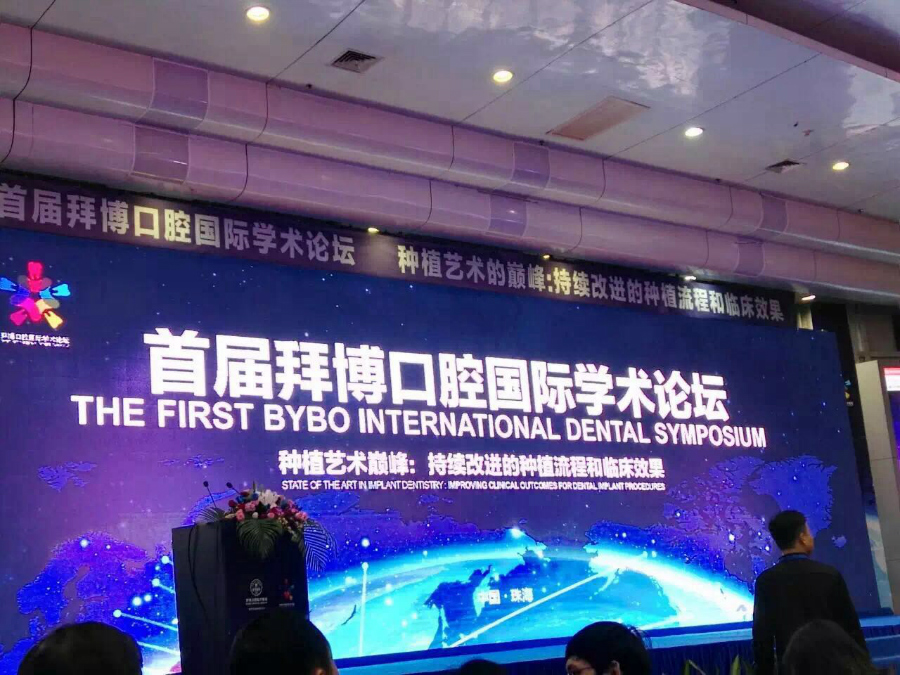 首届拜博口腔国际学术论坛 种植艺术的巅峰:持续改进的种植流程和临床效果
首届拜博口腔国际学术论坛
THE FIRST BYBO INTERNATIONAL DENTAL SYMPOSIUM
种植艺术巅峰：持续改进的种植流程和临床效果
STATE OF THE ART IN IMPLANT DENTISTRY: IMPROVING CLINICAL OUTCOMES FOR DENTAL IMPLANT PROCEDURES
中国·珠海